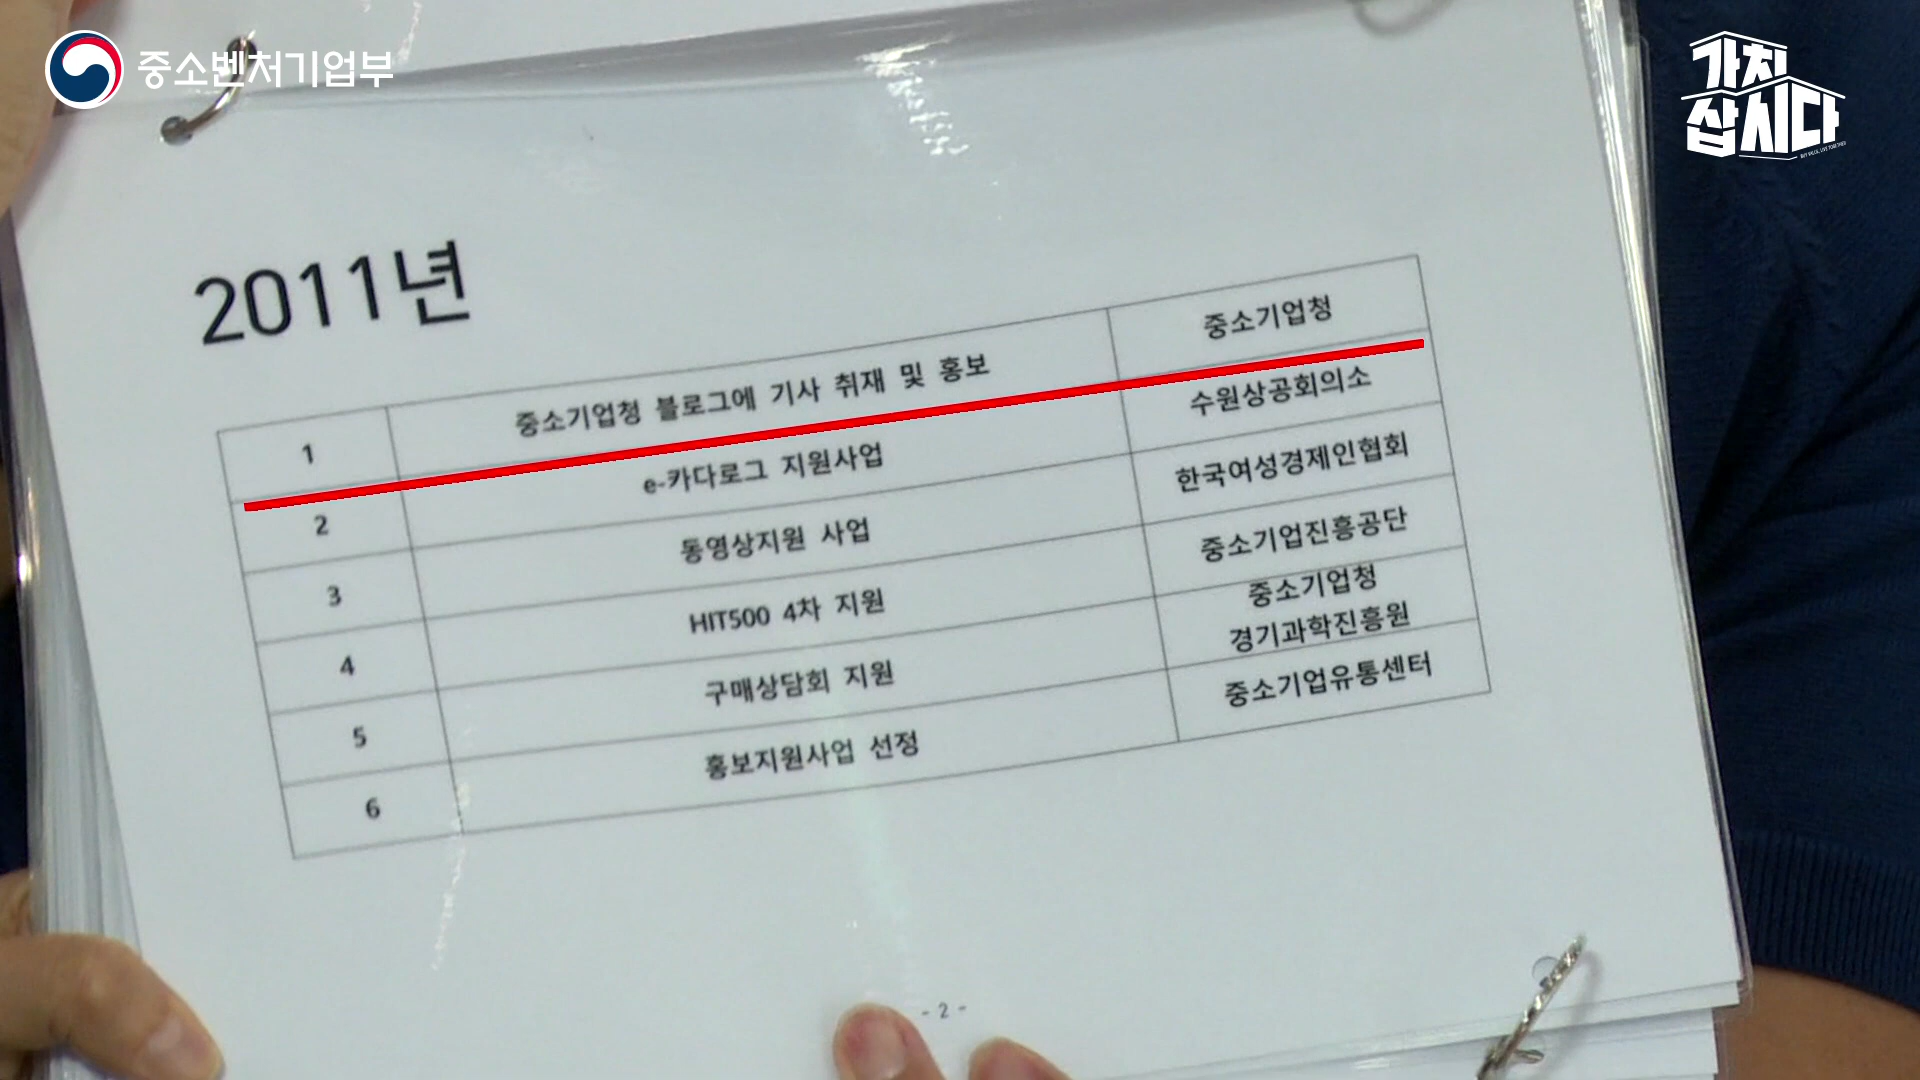 중소벤처기업부
가치
삽시다
2011년
1 중소기업청 블로그에 기사 취재 및 홍보 중소기업청
2 e-카다로그 지원사업 수원상공회의소
3 동영상지원 사업 한국여성경제인협회
4 HIT500 4차 지원 중소기업진흥공단
5 구매상담회 지원 중소기업청
경기과학진흥원
6 홍보지원사업 선정 중소기업유통센터
- 2 -